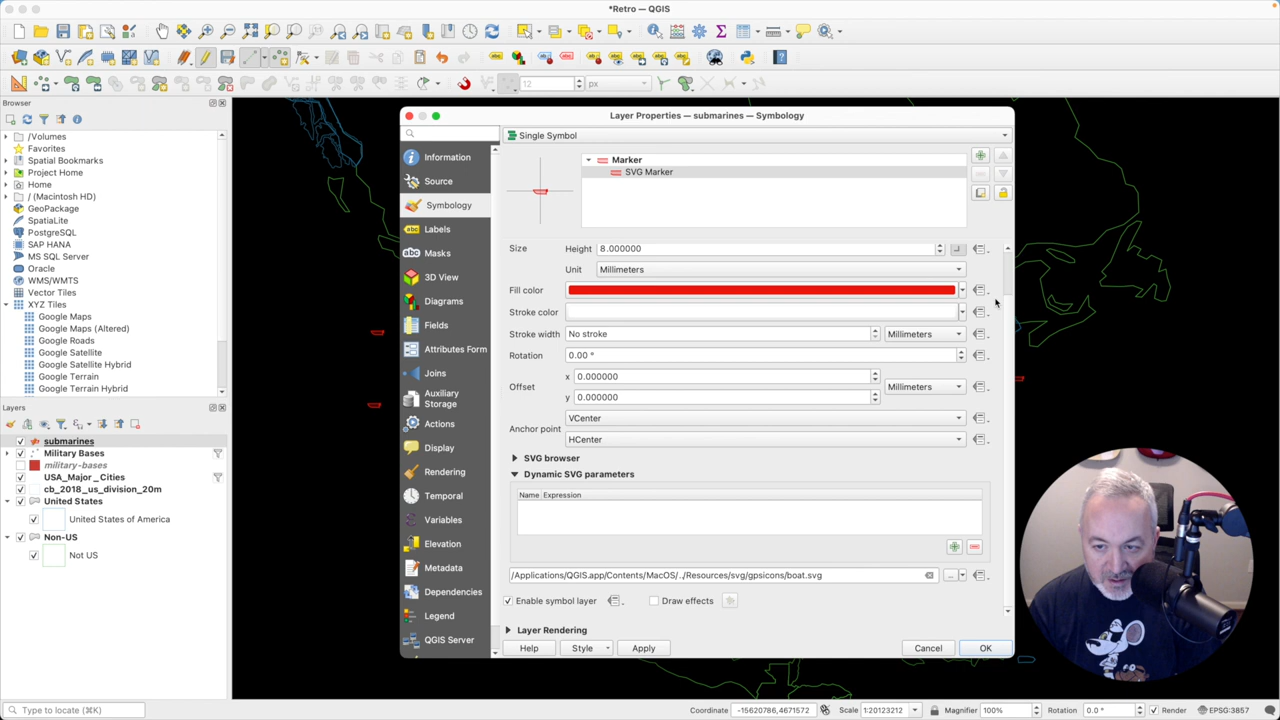 *Retro — QGIS
12
px
Browser
/Volumes
Favorites
Spatial Bookmarks
Project Home
Home
/ (Macintosh HD)
GeoPackage
SpatiaLite
PostgreSQL
SAP HANA
MS SQL Server
Oracle
WMS/WMTS
Vector Tiles
XYZ Tiles
Google Maps
Google Maps (Altered)
Google Roads
Google Satellite
Google Satellite Hybrid
Google Terrain
Google Terrain Hybrid
Layers
submarines
Military Bases
military-bases
USA_Major_Cities
cb_2018_us_division_20m
United States
United States of America
Non-US
Not US
Layer Properties — submarines — Symbology
Information
Source
Symbology
Labels
Masks
3D View
Diagrams
Fields
Attributes Form
Joins
Auxiliary
Storage
Actions
Display
Rendering
Temporal
Variables
Elevation
Metadata
Dependencies
Legend
QGIS Server
Single Symbol
Marker
SVG Marker
Size Height 8.000000
Unit Millimeters
Fill color
Stroke color
Stroke width No stroke Millimeters
Rotation 0.00 °
Offset x 0.000000 Millimeters
y 0.000000
Anchor point VCenter
HCenter
SVG browser
Dynamic SVG parameters
Name Expression
/Applications/QGIS.app/Contents/MacOS/../Resources/svg/gpsicons/boat.svg
...
Enable symbol layer Draw effects
Layer Rendering
Help Style Apply Cancel OK
Type to locate (⌘K) Coordinate -15620786,4671572 Scale 1:20123212 Magnifier 100% Rotation 0.0 ° Render EPSG:3857